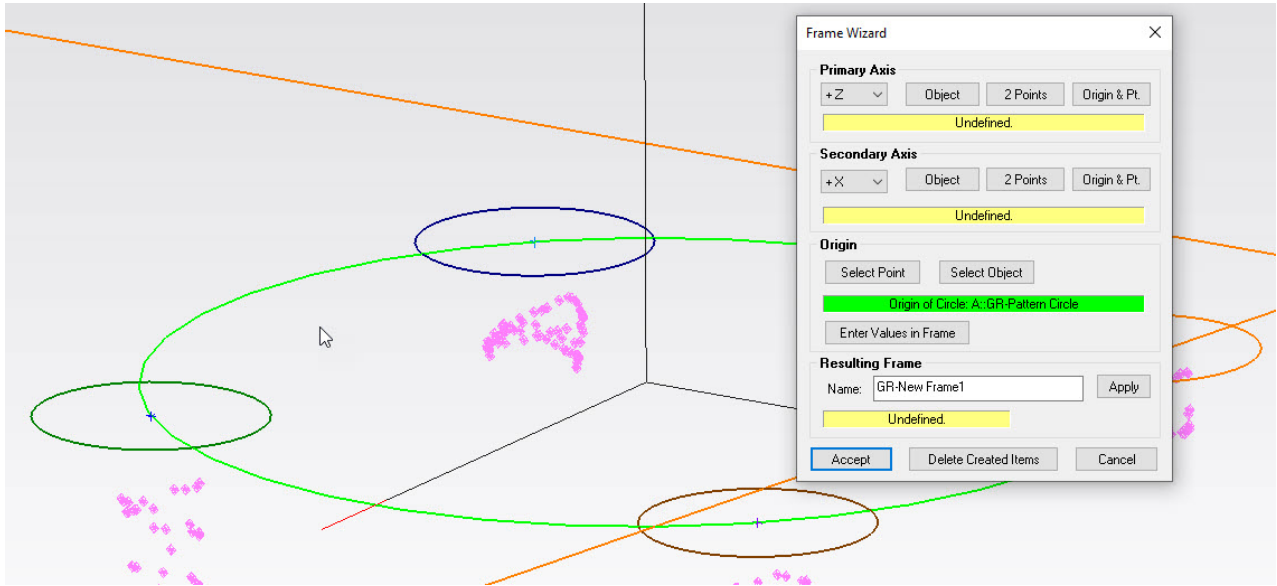 Frame Wizard
Primary Axis
+Z Object 2 Points Origin & Pt.
Undefined.
Secondary Axis
+X Object 2 Points Origin & Pt.
Undefined.
Origin
Select Point Select Object
Origin of Circle: A::GR-Pattern Circle
Enter Values in Frame
Resulting Frame
Name: GR-New Frame1 Apply
Undefined.
Accept Delete Created Items Cancel